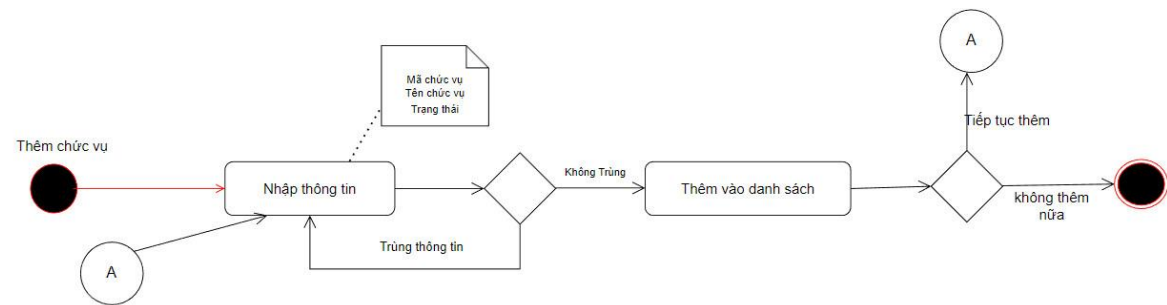 A
Mã chức vụ
Tên chức vụ
Trạng thái
Tiếp tục thêm
Thêm chức vụ
Nhập thông tin
Không Trùng
Thêm vào danh sách
không thêm
nữa
Trùng thông tin
A